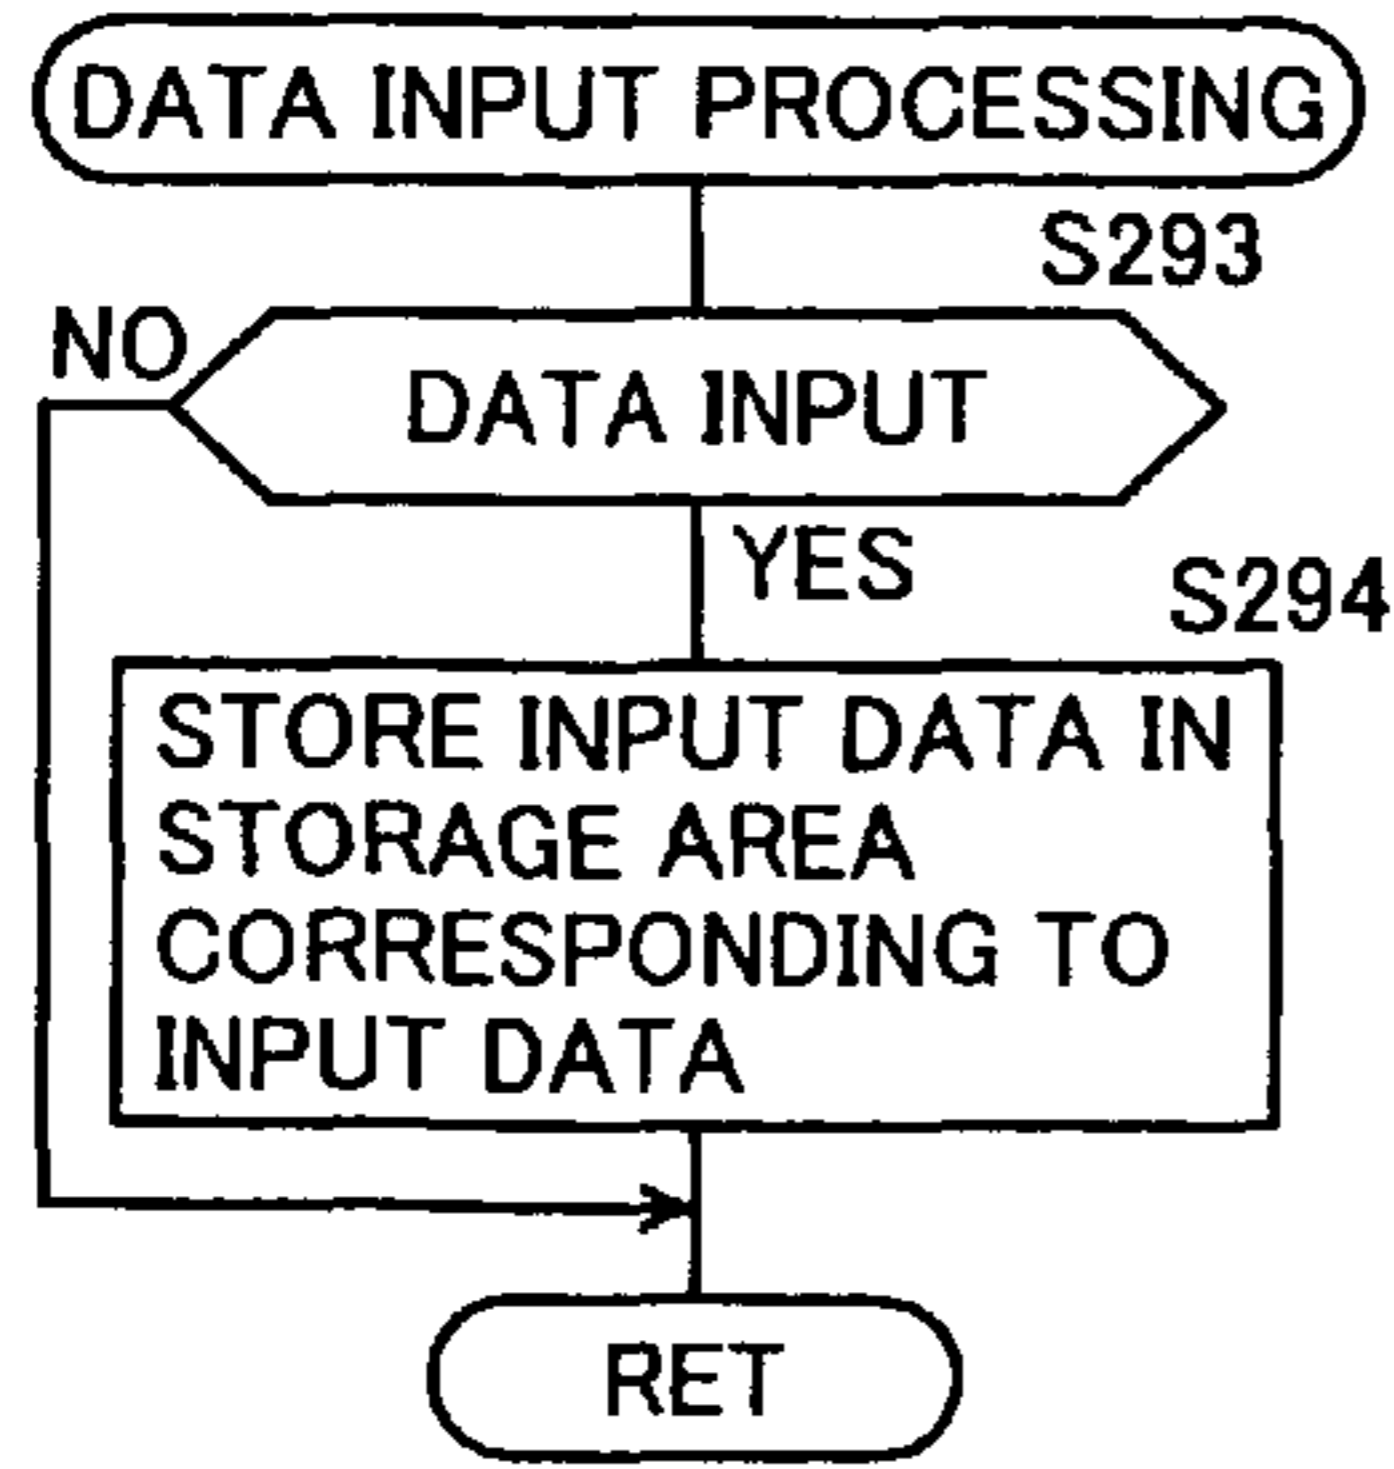 DATA INPUT PROCESSING
S293
NO
DATA INPUT
YES
S294
STORE INPUT DATA IN
STORAGE AREA
CORRESPONDING TO
INPUT DATA
RET